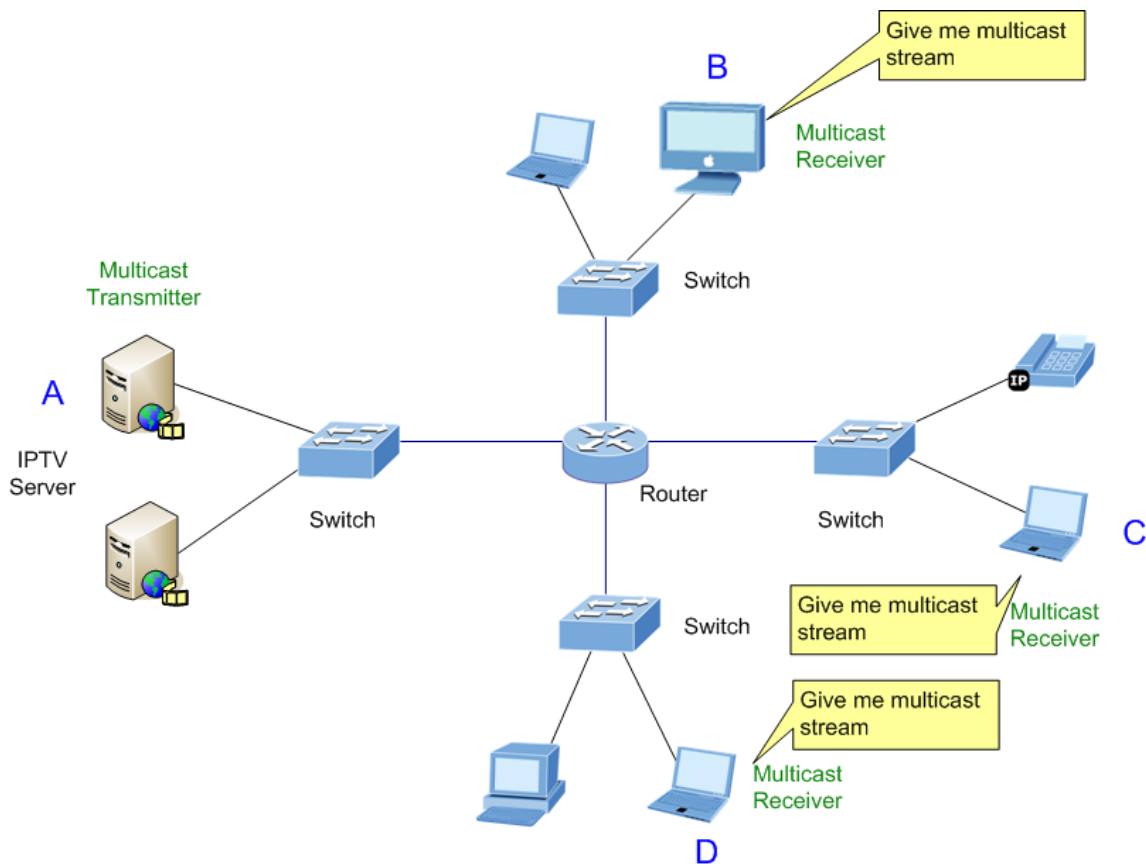 Give me multicast
stream
B
Multicast
Receiver
Multicast
Transmitter
Switch
A
IP
IPTV
Server
Router
Switch
Switch
C
Give me multicast
stream
Multicast
Receiver
Switch
Give me multicast
stream
Multicast
Receiver
D